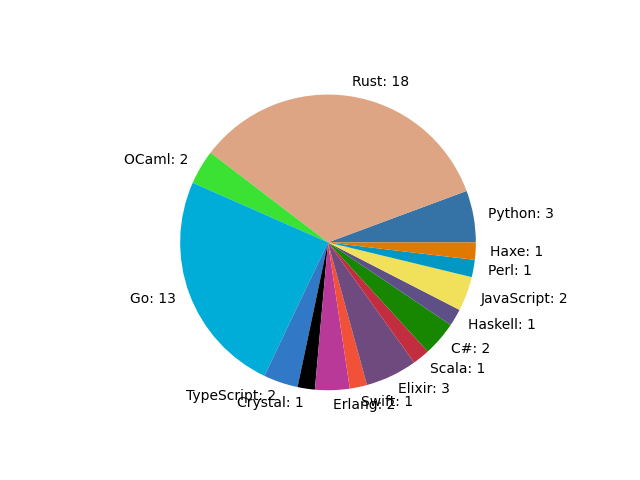 Rust: 18
OCaml: 2
Python: 3
Haxe: 1
Perl: 1
Go: 13
JavaScript: 2
Haskell: 1
C#: 2
Scala: 1
Elixir: 3
TypeScript: 2
Crystal: 1
Erlang: 2
Swift: 1